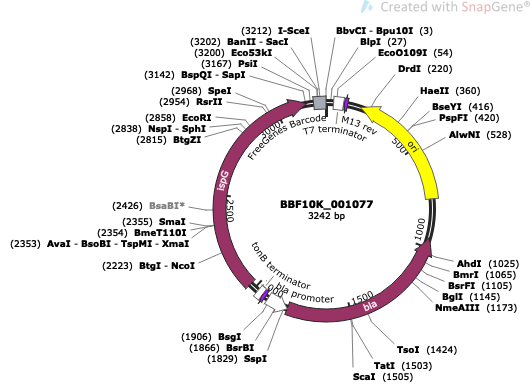 Created with SnapGene®
(3212) I-SceI
(3202) BanII - SacI
(3200) Eco53kI
(3167) PsiI
(3142) BspQI - SapI
(2968) SpeI
(2954) RsrII
(2858) EcoRI
(2838) NspI - SphI
(2815) BtgZI
(2426) BsaBI*
(2355) SmaI
(2354) BmeT110I
(2353) AvaI - BsoBI - TspMI - XmaI
(2223) BtgI - NcoI
(1906) BsgI
(1866) BsrBI
(1829) SspI
BbvCI - Bpu10I (3)
BlpI (27)
EcoO109I (54)
DrdI (220)
HaeII (360)
BseYI (416)
PspFI (420)
AlwNI (528)
AhdI (1025)
BmrI (1065)
BsrFI (1105)
BglI (1145)
NmeAIII (1173)
TsoI (1424)
TatI (1503)
ScaI (1505)
FreeGenes Barcode
T7 terminator
M13 rev
ori
bla
bla promoter
tonB terminator
ispG
500
1000
1500
2500
BBF10K_001077
3242 bp